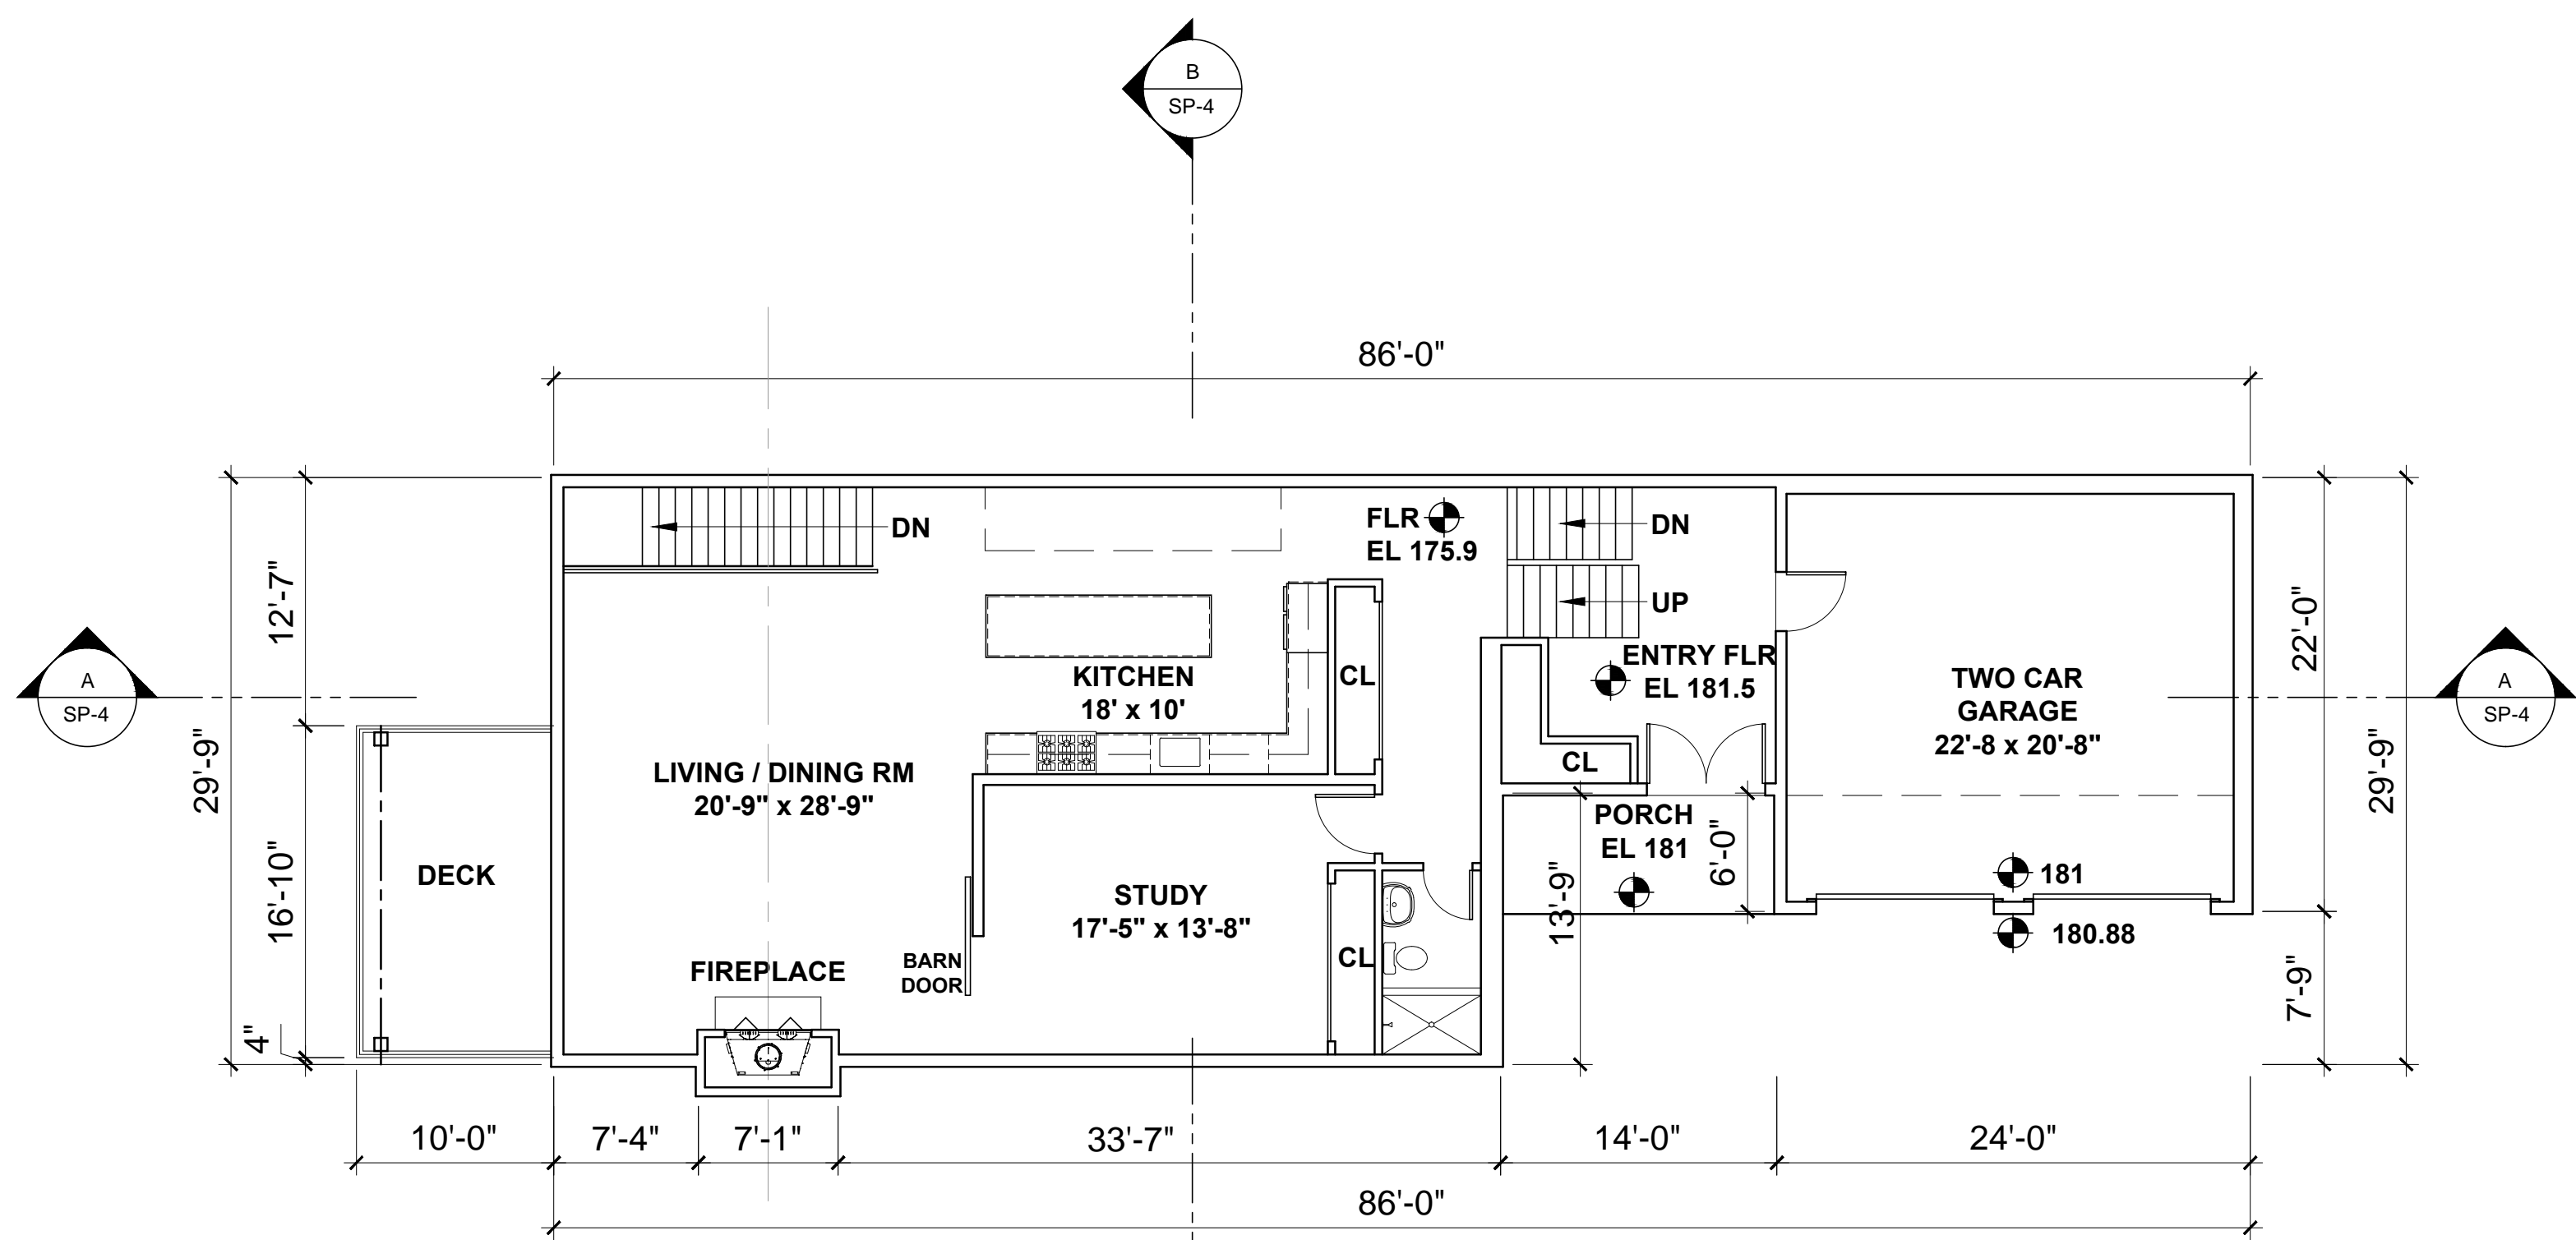 B
SP-4
86'-0"
DN
FLR
EL 175.9
DN
UP
12'-7"
29'-9"
A
SP-4
KITCHEN
18' x 10'
CL
ENTRY FLR
EL 181.5
TWO CAR
GARAGE
22'-8 x 20'-8"
22'-0"
29'-9"
A
SP-4
LIVING / DINING RM
20'-9" x 28'-9"
CL
PORCH
EL 181
6'-0"
13'-9"
DECK
16'-10"
4"
STUDY
17'-5" x 13'-8"
CL
181
180.88
7'-9"
FIREPLACE
BARN
DOOR
10'-0"
7'-4"
7'-1"
33'-7"
14'-0"
24'-0"
86'-0"